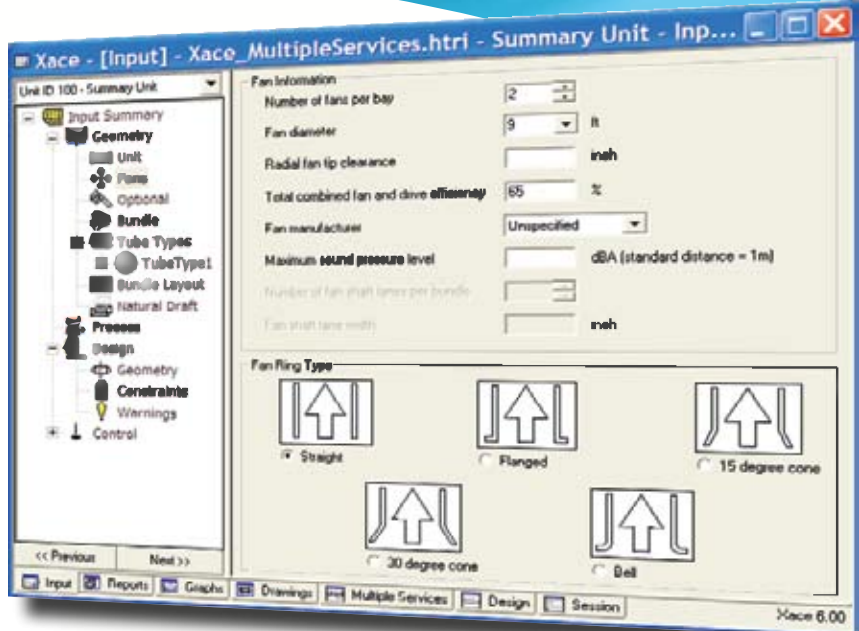 Xace - [Input] - Xace_MultipleServices.htri - Summary Unit - Inp...
Unit ID 100 - Summary Unit
Input Summary
Geometry
Unit
Fans
Optional
Bundle
Tube Types
TubeType1
Bundle Layout
Natural Draft
Process
Design
Geometry
Constraints
Warnings
Control
<< Previous
Next >>
Fan Information
Number of fans per bay 2
Fan diameter 9 ft
Radial fan tip clearance inch
Total combined fan and drive efficiency 65 %
Fan manufacturer Unspecified
Maximum sound pressure level dBA (standard distance = 1m)
Number of fan shaft lanes per bundle
Fan shaft lane width inch
Fan Ring Type
Straight
Flanged
15 degree cone
30 degree cone
Bell
Input Reports Graphs Drawings Multiple Services Design Session
Xace 6.00